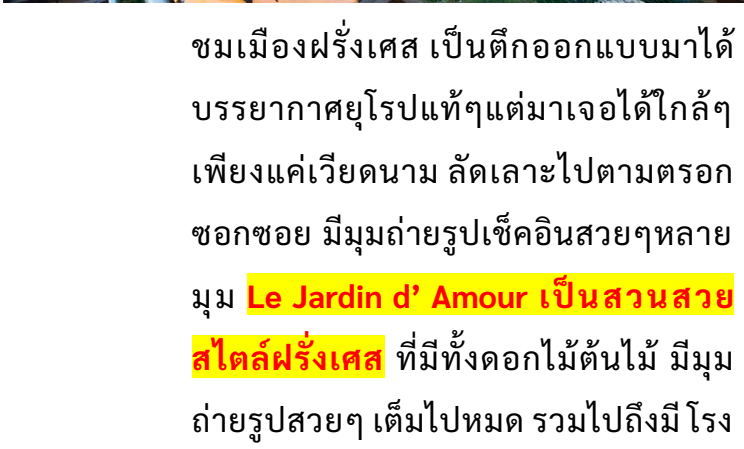 ชมเมืองฝรั่งเศส เป็นตึกออกแบบมาได้
บรรยากาศยุโรปแท้ๆแต่มาเจอได้ใกล้ๆ
เพียงแค่เวียดนาม ลัดเลาะไปตามตรอก
ซอกซอย มีมุมถ่ายรูปเช็คอินสวยๆหลาย
มุม Le Jardin d’ Amour เป็นสวนสวย
สไตล์ฝรั่งเศส ที่มีทั้งดอกไม้ต้นไม้ มีมุม
ถ่ายรูปสวยๆ เต็มไปหมด รวมไปถึงมี โรง